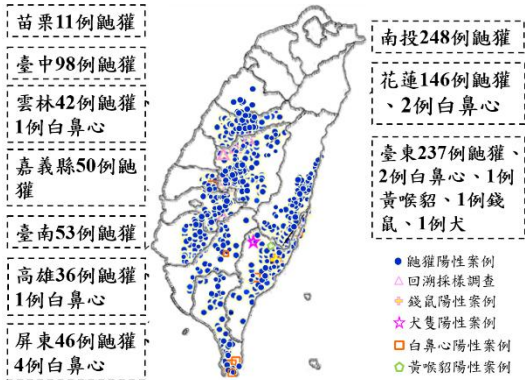 苗栗11例鼬獾
臺中98例鼬獾
雲林42例鼬獾
1例白鼻心
嘉義縣50例鼬
獾
臺南53例鼬獾
高雄36例鼬獾
1例白鼻心
屏東46例鼬獾
4例白鼻心
南投248例鼬獾
花蓮146例鼬獾
、2例白鼻心
臺東237例鼬獾、
2例白鼻心、1例
黃喉貂、1例錢
鼠、1例犬
鼬獾陽性案例
回溯採樣調查
錢鼠陽性案例
犬隻陽性案例
白鼻心陽性案例
黃喉貂陽性案例